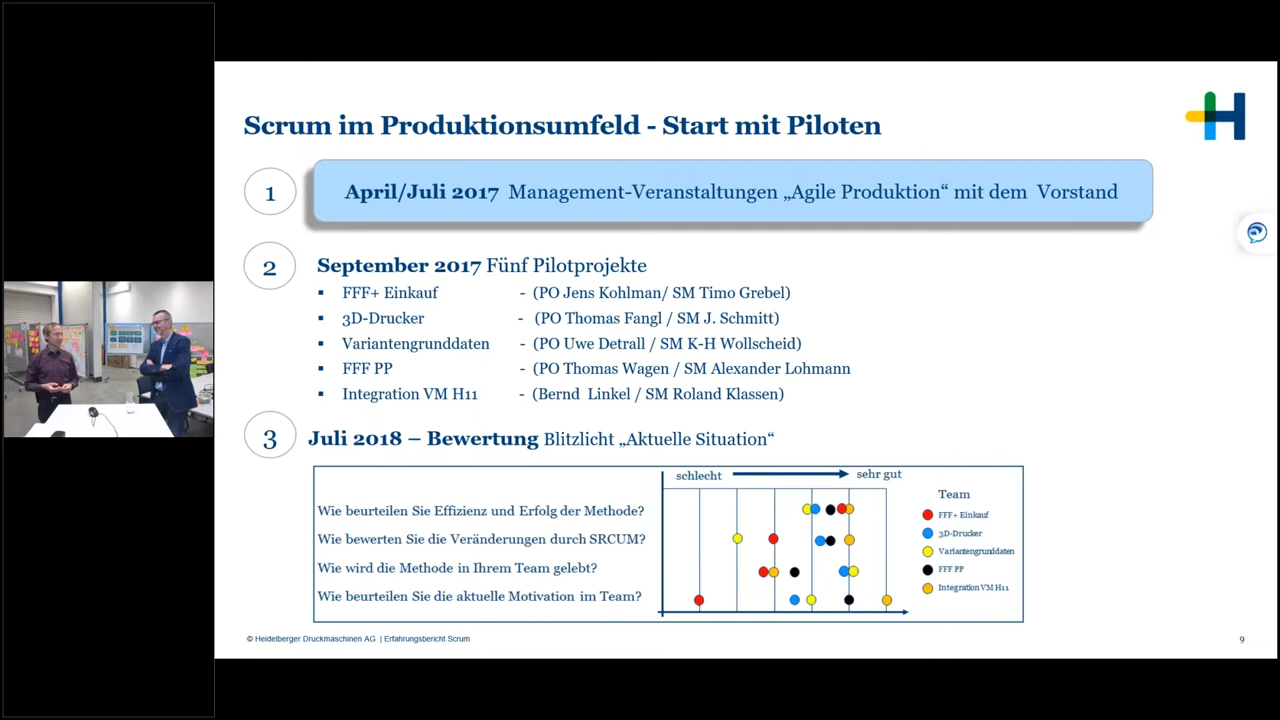 Scrum im Produktionsumfeld - Start mit Piloten
1
April/Juli 2017 Management-Veranstaltungen „Agile Produktion“ mit dem Vorstand
2
September 2017 Fünf Pilotprojekte
▪ FFF+ Einkauf - (PO Jens Kohlman/ SM Timo Grebel)
▪ 3D-Drucker - (PO Thomas Fangl / SM J. Schmitt)
▪ Variantengrunddaten - (PO Uwe Detrall / SM K-H Wollscheid)
▪ FFF PP - (PO Thomas Wagen / SM Alexander Lohmann
▪ Integration VM H11 - (Bernd Linkel / SM Roland Klassen)
3
Juli 2018 – Bewertung Blitzlicht „Aktuelle Situation“
schlecht sehr gut
Wie beurteilen Sie Effizienz und Erfolg der Methode?
Wie bewerten Sie die Veränderungen durch SRCUM?
Wie wird die Methode in Ihrem Team gelebt?
Wie beurteilen Sie die aktuelle Motivation im Team?
Team
FFF+ Einkauf
3D-Drucker
Variantengrunddaten
FFF PP
Integration VM H11
© Heidelberger Druckmaschinen AG | Erfahrungsbericht Scrum
9